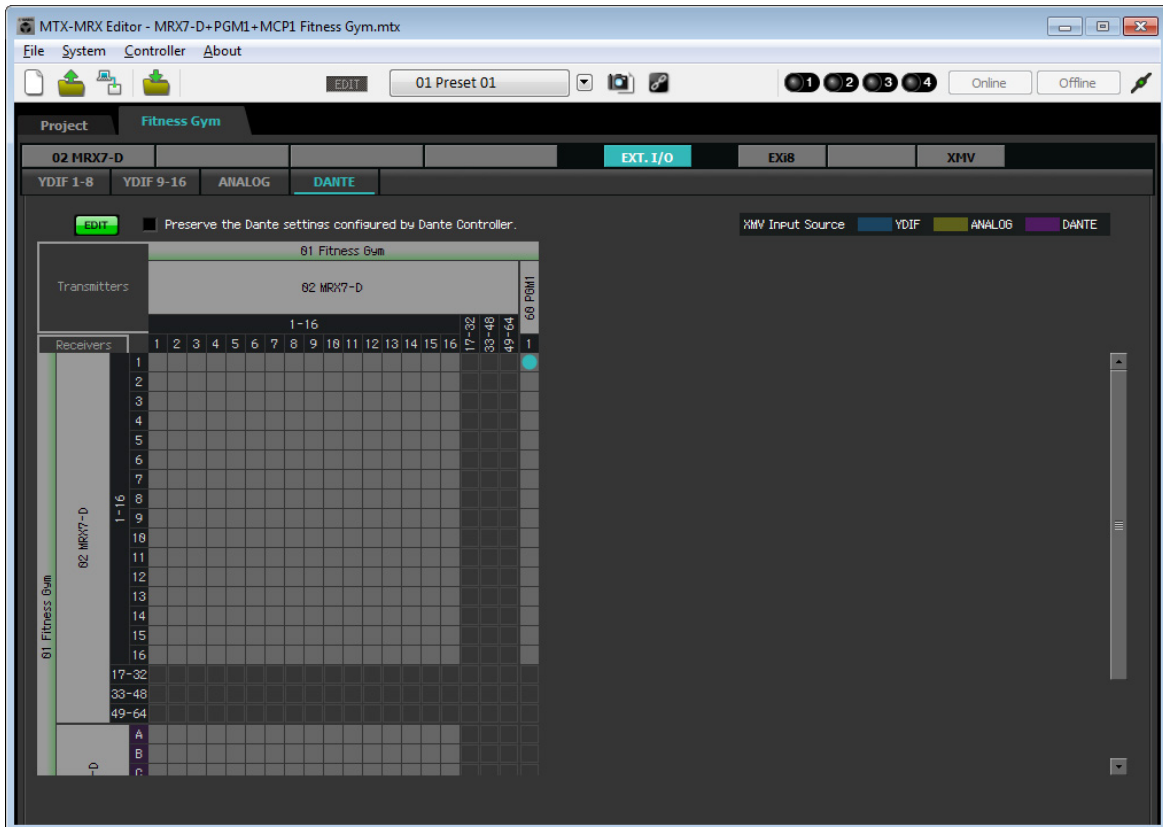 MTX-MRX Editor - MRX7-D+PGM1+MCP1 Fitness Gym.mtx
File System Controller About
EDIT 01 Preset 01 1 2 3 4 Online Offline
Project Fitness Gym
02 MRX7-D EXT. I/O EXi8 XMV
YDIF 1-8 YDIF 9-16 ANALOG DANTE
EDIT Preserve the Dante settings configured by Dante Controller. XMV Input Source YDIF ANALOG DANTE
01 Fitness Gym
Transmitters 02 MRX7-D 60 PGM1
1-16 17-32 33-48 49-64
Receivers 1 2 3 4 5 6 7 8 9 10 11 12 13 14 15 16 1
01 Fitness Gym
02 MRX7-D
1-16
1
2
3
4
5
6
7
8
9
10
11
12
13
14
15
16
17-32
33-48
49-64
A
B
C
-D